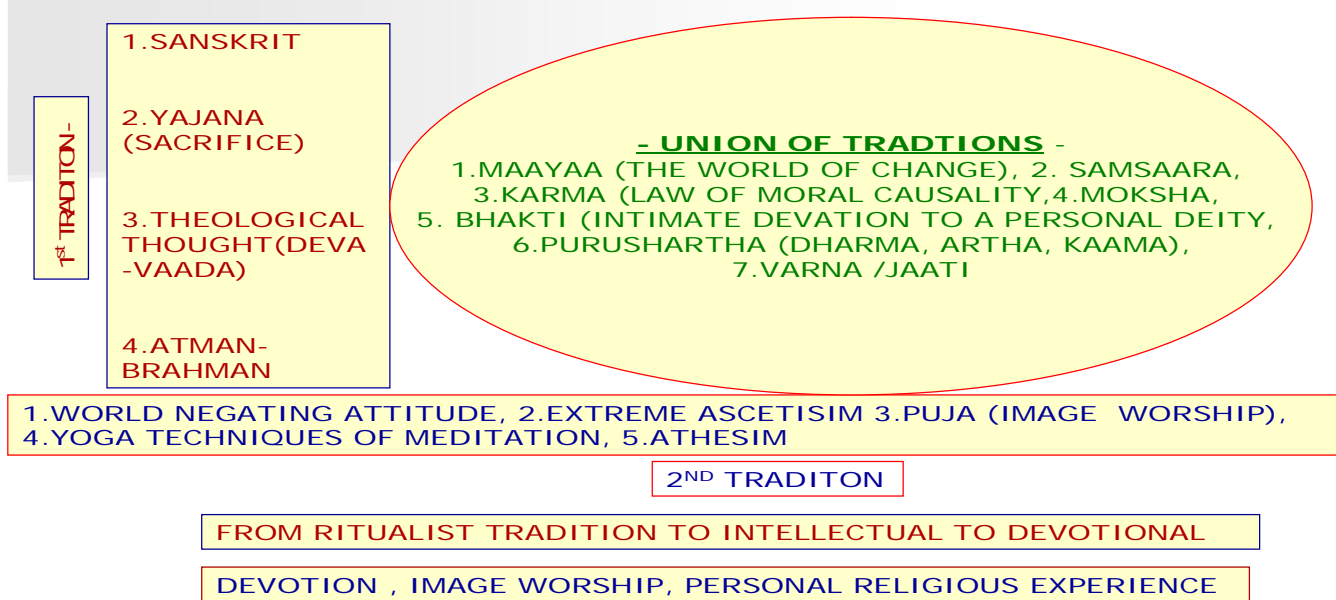 1st TRADITON-
1.SANSKRIT
2.YAJANA
(SACRIFICE)
3.THEOLOGICAL
THOUGHT(DEVA
-VAADA)
4.ATMAN-
BRAHMAN
- UNION OF TRADTIONS -
1.MAAYAA (THE WORLD OF CHANGE), 2. SAMSAARA,
3.KARMA (LAW OF MORAL CAUSALITY,4.MOKSHA,
5. BHAKTI (INTIMATE DEVATION TO A PERSONAL DEITY,
6.PURUSHARTHA (DHARMA, ARTHA, KAAMA),
7.VARNA /JAATI
1.WORLD NEGATING ATTITUDE, 2.EXTREME ASCETISIM 3.PUJA (IMAGE WORSHIP),
4.YOGA TECHNIQUES OF MEDITATION, 5.ATHESIM
2ND TRADITON
FROM RITUALIST TRADITION TO INTELLECTUAL TO DEVOTIONAL
DEVOTION , IMAGE WORSHIP, PERSONAL RELIGIOUS EXPERIENCE